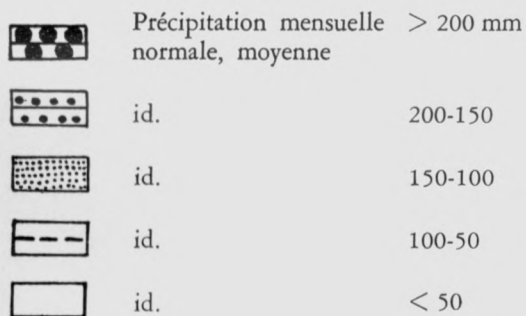 Précipitation mensuelle > 200 mm
normale, moyenne
id. 200-150
id. 150-100
id. 100-50
id. < 50